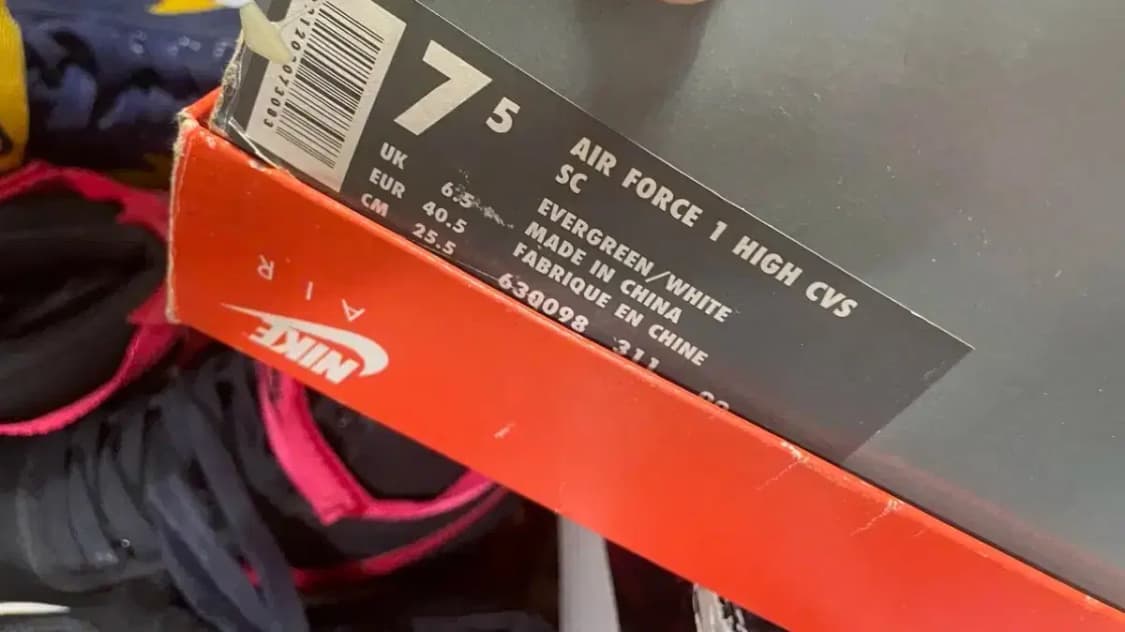 7 5
UK 6.5
EUR 40.5
CM 25.5
AIR FORCE 1 HIGH CVS
SC
EVERGREEN/WHITE
MADE IN CHINA
FABRIQUE EN CHINE
630098 311
NIKE
AIR